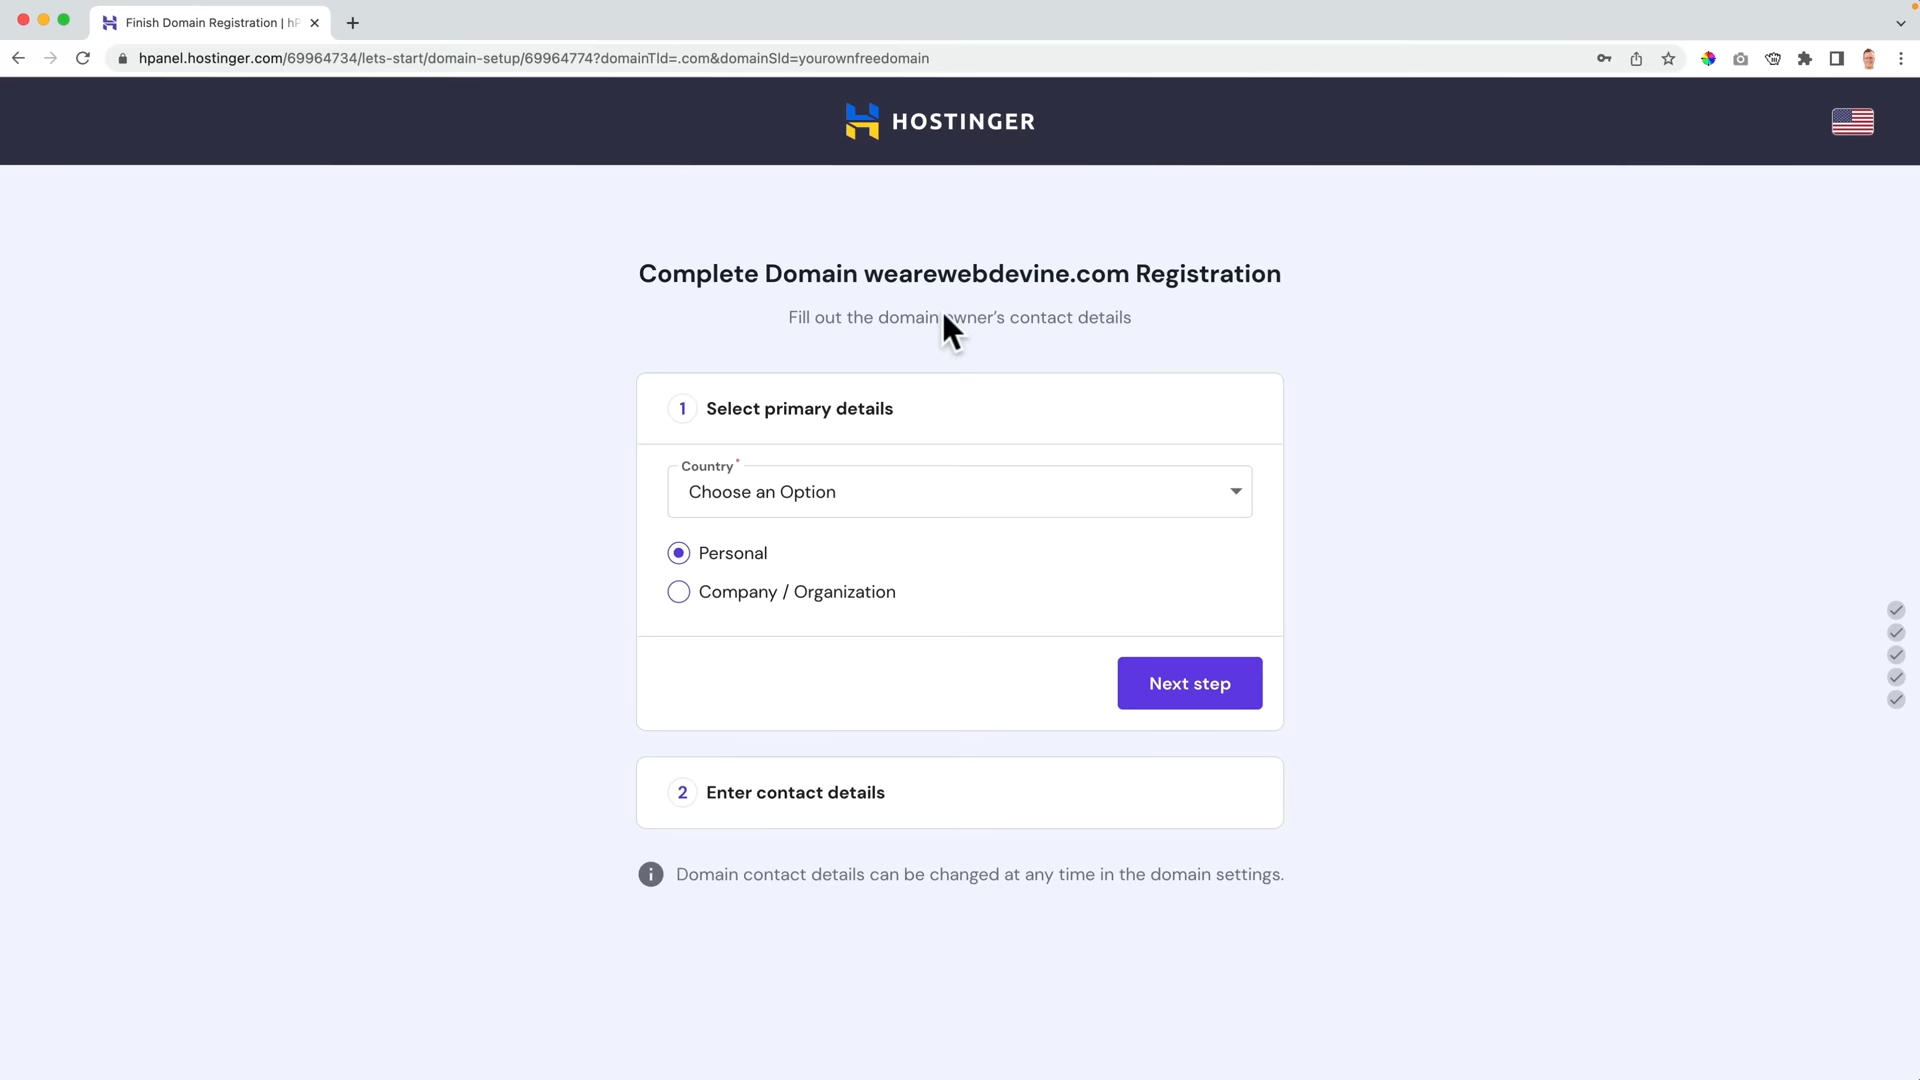 Finish Domain Registration | hP
hpanel.hostinger.com/69964734/lets-start/domain-setup/69964774?domainTld=.com&domainSld=yourownfreedomain
HOSTINGER
Complete Domain wearewebdevine.com Registration
Fill out the domain owner's contact details
1 Select primary details
Country*
Choose an Option
Personal
Company / Organization
Next step
2 Enter contact details
Domain contact details can be changed at any time in the domain settings.